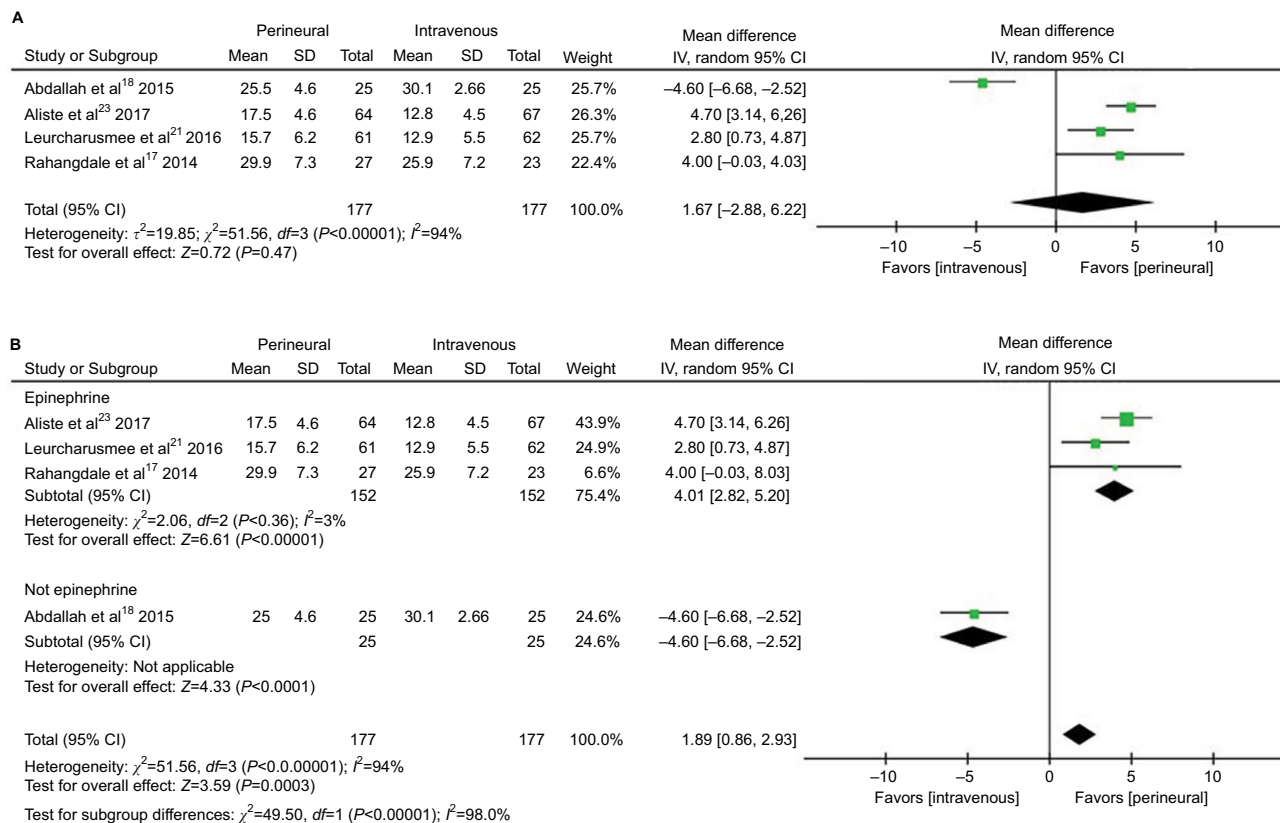 A
Perineural Intravenous Mean difference Mean difference
Study or Subgroup Mean SD Total Mean SD Total Weight IV, random 95% CI IV, random 95% CI
Abdallah et al18 2015 25.5 4.6 25 30.1 2.66 25 25.7% –4.60 [–6.68, –2.52]
Aliste et al23 2017 17.5 4.6 64 12.8 4.5 67 26.3% 4.70 [3.14, 6,26]
Leurcharusmee et al21 2016 15.7 6.2 61 12.9 5.5 62 25.7% 2.80 [0.73, 4.87]
Rahangdale et al17 2014 29.9 7.3 27 25.9 7.2 23 22.4% 4.00 [–0.03, 4.03]
Total (95% CI) 177 177 100.0% 1.67 [–2.88, 6.22]
Heterogeneity: τ2=19.85; χ2=51.56, df=3 (P<0.00001); I2=94%
Test for overall effect: Z=0.72 (P=0.47)
–10 –5 0 5 10
Favors [intravenous] Favors [perineural]
B
Perineural Intravenous Mean difference Mean difference
Study or Subgroup Mean SD Total Mean SD Total Weight IV, random 95% CI IV, random 95% CI
Epinephrine
Aliste et al23 2017 17.5 4.6 64 12.8 4.5 67 43.9% 4.70 [3.14, 6.26]
Leurcharusmee et al21 2016 15.7 6.2 61 12.9 5.5 62 24.9% 2.80 [0.73, 4.87]
Rahangdale et al17 2014 29.9 7.3 27 25.9 7.2 23 6.6% 4.00 [–0.03, 8.03]
Subtotal (95% CI) 152 152 75.4% 4.01 [2.82, 5.20]
Heterogeneity: χ2=2.06, df=2 (P<0.36); I2=3%
Test for overall effect: Z=6.61 (P<0.00001)
Not epinephrine
Abdallah et al18 2015 25 4.6 25 30.1 2.66 25 24.6% –4.60 [–6.68, –2.52]
Subtotal (95% CI) 25 25 24.6% –4.60 [–6.68, –2.52]
Heterogeneity: Not applicable
Test for overall effect: Z=4.33 (P<0.0001)
Total (95% CI) 177 177 100.0% 1.89 [0.86, 2.93]
Heterogeneity: χ2=51.56, df=3 (P<0.0.00001); I2=94%
Test for overall effect: Z=3.59 (P=0.0003)
Test for subgroup differences: χ2=49.50, df=1 (P<0.00001); I2=98.0%
–10 –5 0 5 10
Favors [intravenous] Favors [perineural]